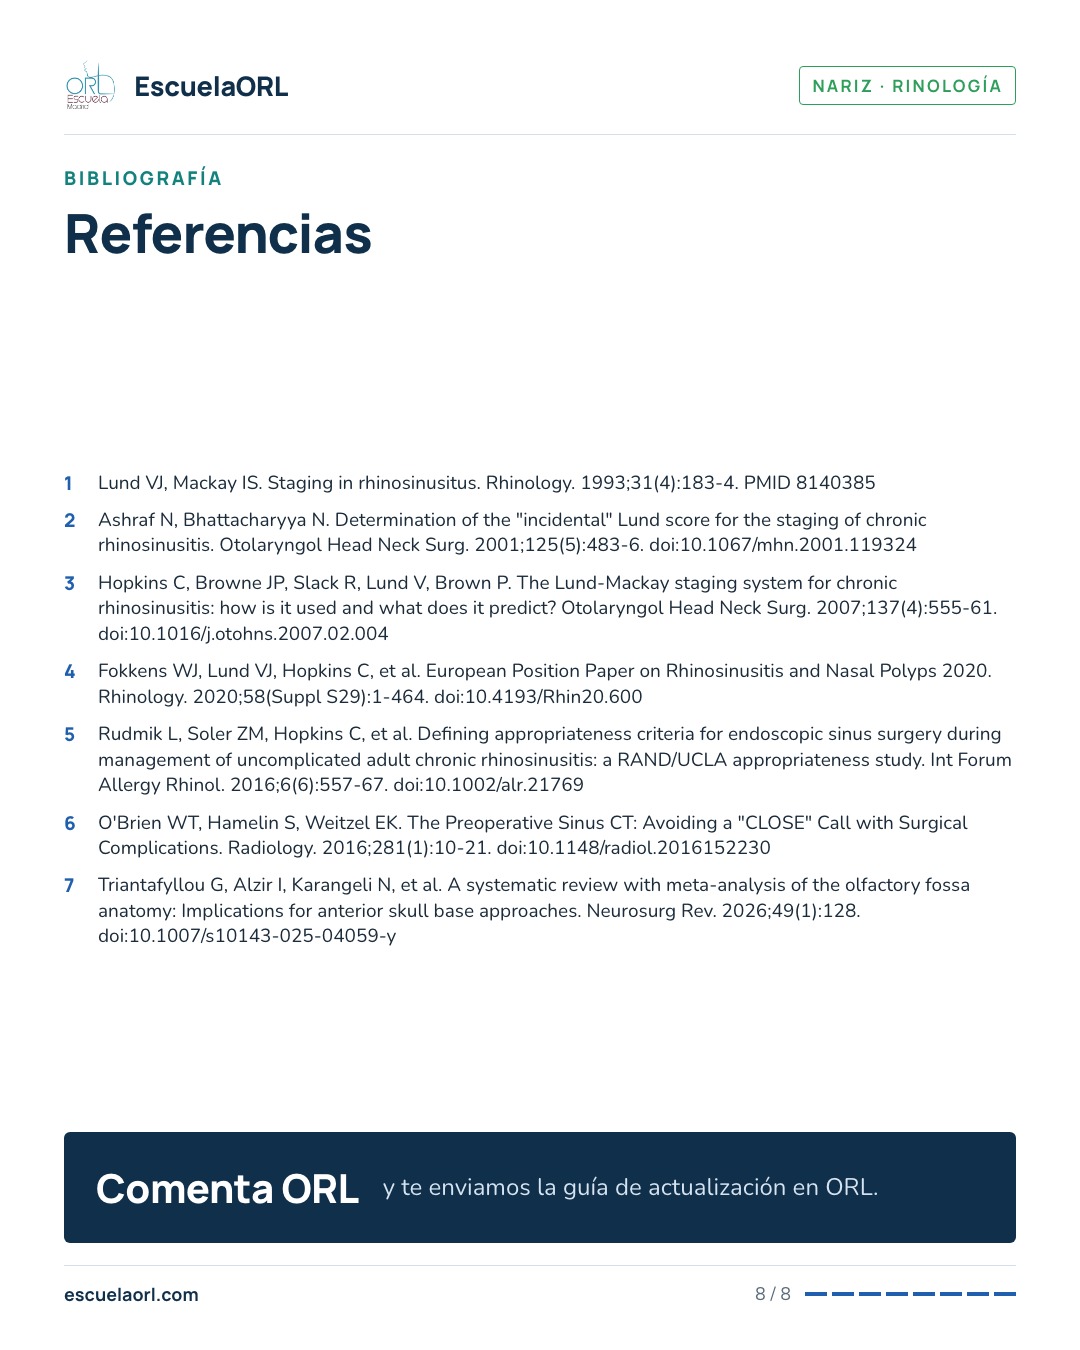 ORL
Escuela
Madrid
EscuelaORL
NARIZ · RINOLOGÍA
BIBLIOGRAFÍA
Referencias
1 Lund VJ, Mackay IS. Staging in rhinosinusitus. Rhinology. 1993;31(4):183-4. PMID 8140385
2 Ashraf N, Bhattacharyya N. Determination of the "incidental" Lund score for the staging of chronic
rhinosinusitis. Otolaryngol Head Neck Surg. 2001;125(5):483-6. doi:10.1067/mhn.2001.119324
3 Hopkins C, Browne JP, Slack R, Lund V, Brown P. The Lund-Mackay staging system for chronic
rhinosinusitis: how is it used and what does it predict? Otolaryngol Head Neck Surg. 2007;137(4):555-61.
doi:10.1016/j.otohns.2007.02.004
4 Fokkens WJ, Lund VJ, Hopkins C, et al. European Position Paper on Rhinosinusitis and Nasal Polyps 2020.
Rhinology. 2020;58(Suppl S29):1-464. doi:10.4193/Rhin20.600
5 Rudmik L, Soler ZM, Hopkins C, et al. Defining appropriateness criteria for endoscopic sinus surgery during
management of uncomplicated adult chronic rhinosinusitis: a RAND/UCLA appropriateness study. Int Forum
Allergy Rhinol. 2016;6(6):557-67. doi:10.1002/alr.21769
6 O'Brien WT, Hamelin S, Weitzel EK. The Preoperative Sinus CT: Avoiding a "CLOSE" Call with Surgical
Complications. Radiology. 2016;281(1):10-21. doi:10.1148/radiol.2016152230
7 Triantafyllou G, Alzir I, Karangeli N, et al. A systematic review with meta-analysis of the olfactory fossa
anatomy: Implications for anterior skull base approaches. Neurosurg Rev. 2026;49(1):128.
doi:10.1007/s10143-025-04059-y
Comenta ORL y te enviamos la guía de actualización en ORL.
escuelaorl.com
8 / 8